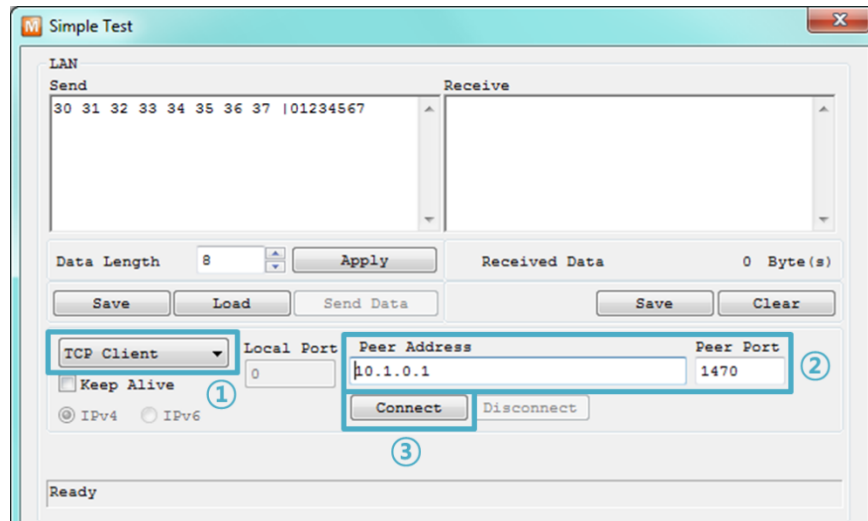 M Simple Test
LAN
Send
Receive
30 31 32 33 34 35 36 37 |01234567
Data Length 8 Apply
Received Data 0 Byte(s)
Save Load Send Data
Save Clear
TCP Client
Local Port
Peer Address
Peer Port
0
10.1.0.1
1470
②
Keep Alive
①
IPv4 IPv6
Connect Disconnect
③
Ready